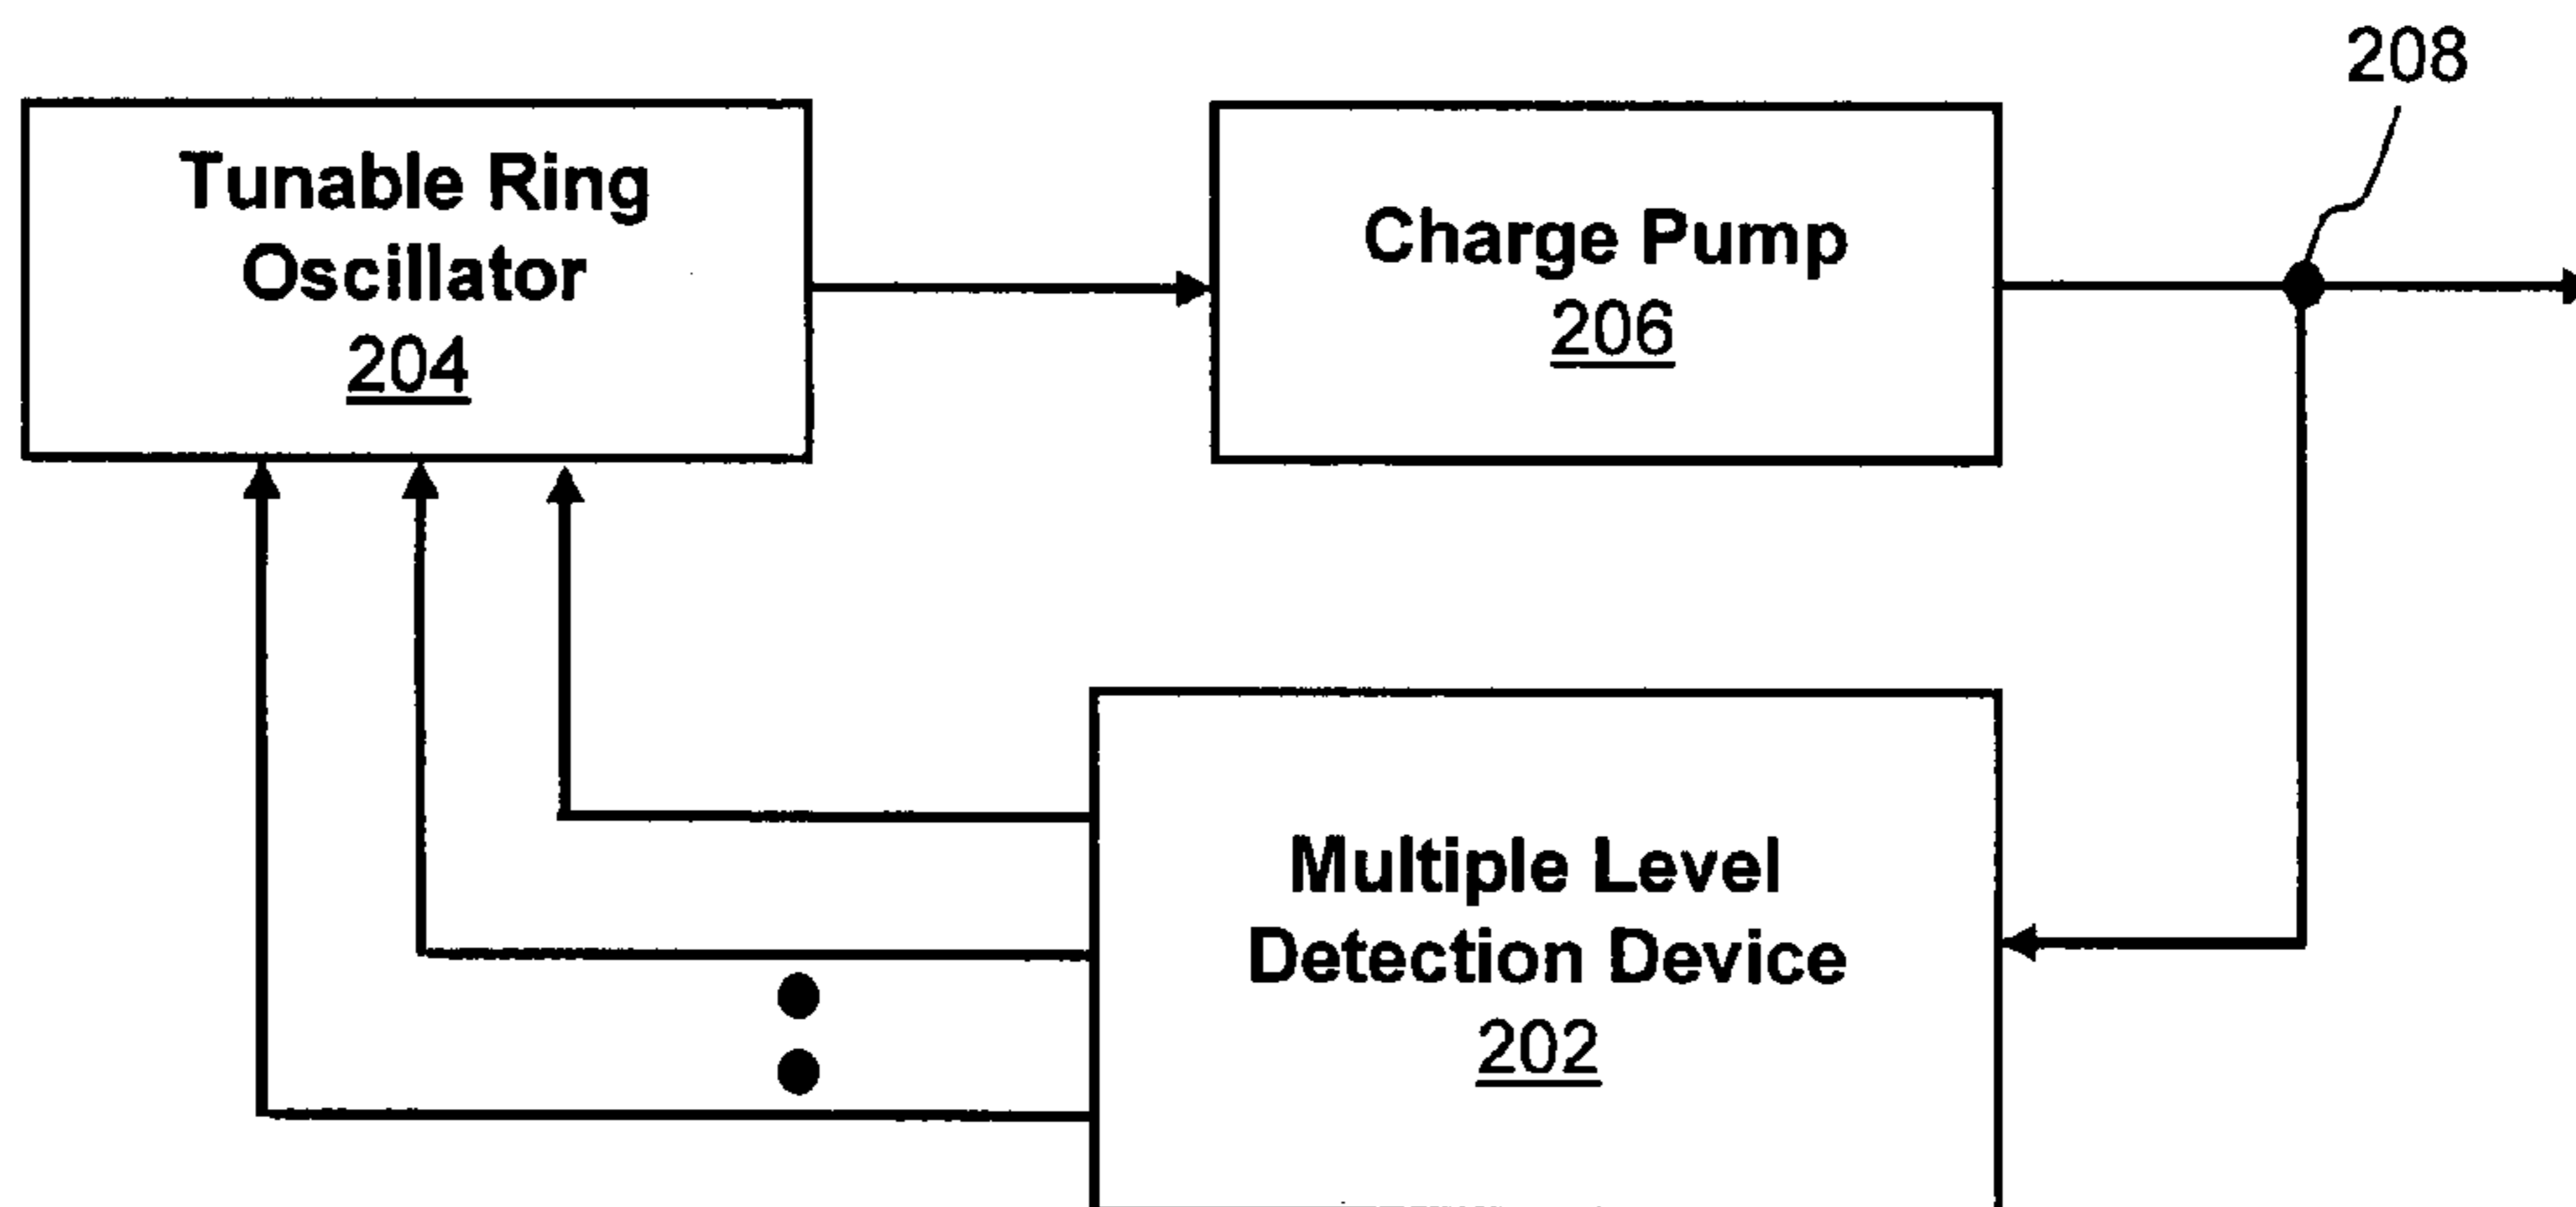 208
Tunable Ring
Oscillator
204
Charge Pump
206
Multiple Level
Detection Device
202